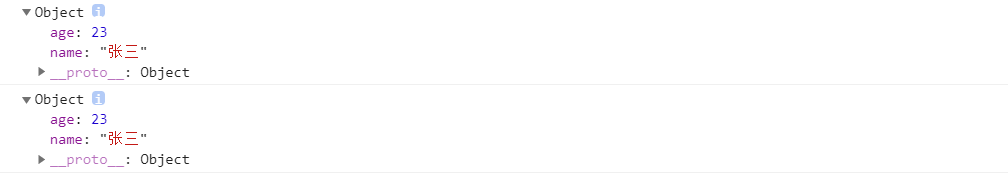 Object i
age: 23
name: "张三"
__proto__: Object
Object i
age: 23
name: "张三"
__proto__: Object